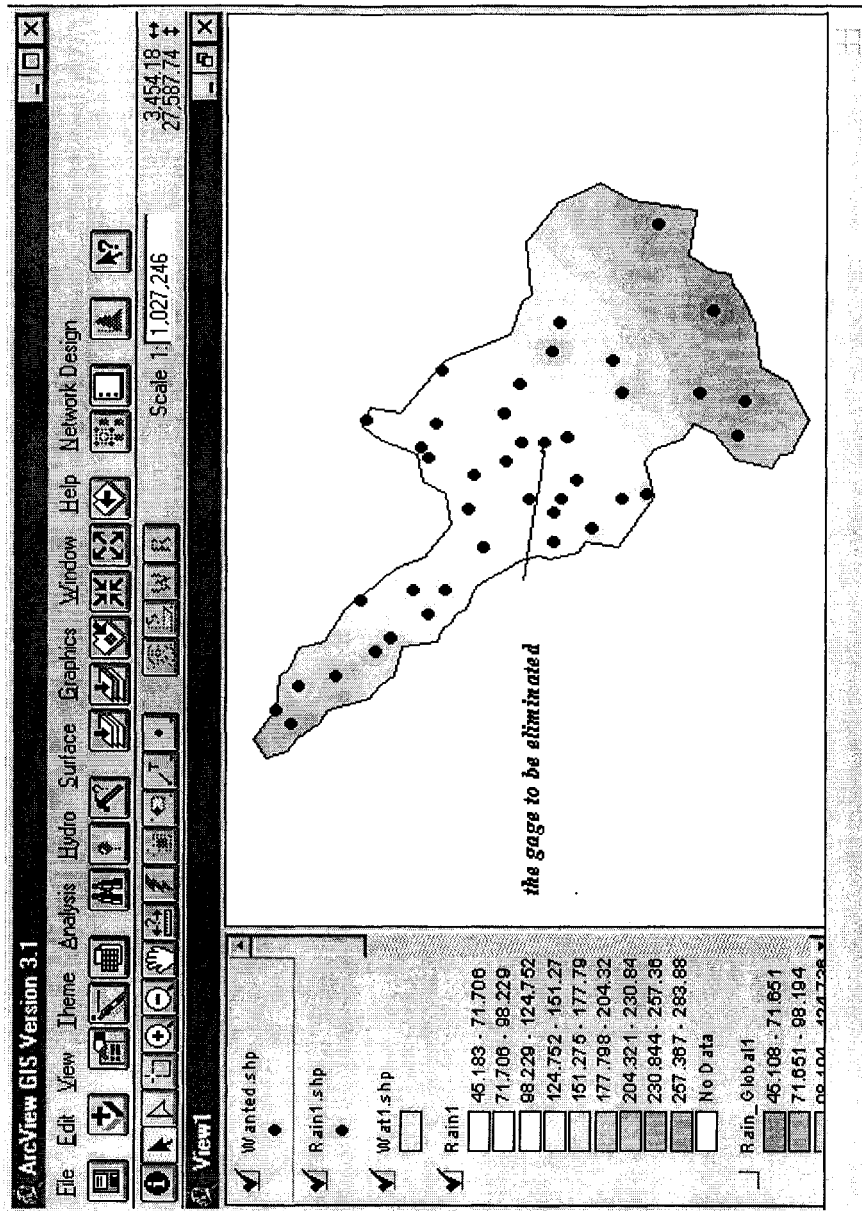 ArcView GIS Version 3.1
File Edit View Theme Analysis Hydro Surface Graphics Window Help Network Design
Scale 1: 1,027,246
3,454.18
27,587.74
View1
Wanted.shp
Rain1.shp
Wat1.shp
Rain1
45.183 - 71.706
71.706 - 98.229
98.229 - 124.752
124.752 - 151.27
151.275 - 177.79
177.798 - 204.32
204.321 - 230.84
230.844 - 257.36
257.367 - 283.88
No Data
Rain_Global1
45.108 - 71.651
71.651 - 98.194
the gage to be eliminated